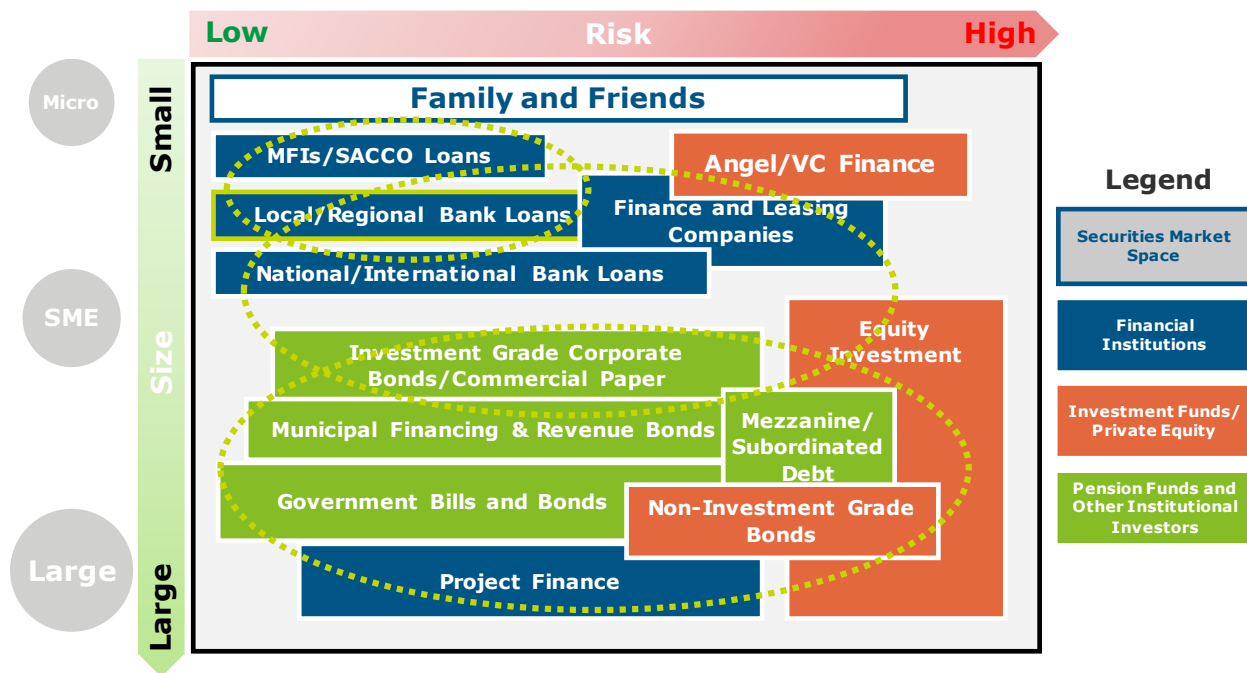 Low Risk High
Micro
SME
Large
Small
Size
Large
Family and Friends
MFIs/SACCO Loans
Angel/VC Finance
Local/Regional Bank Loans
Finance and Leasing
Companies
National/International Bank Loans
Equity
Investment
Investment Grade Corporate
Bonds/Commercial Paper
Municipal Financing & Revenue Bonds
Mezzanine/
Subordinated
Debt
Government Bills and Bonds
Non-Investment Grade
Bonds
Project Finance
Legend
Securities Market
Space
Financial
Institutions
Investment Funds/
Private Equity
Pension Funds and
Other Institutional
Investors